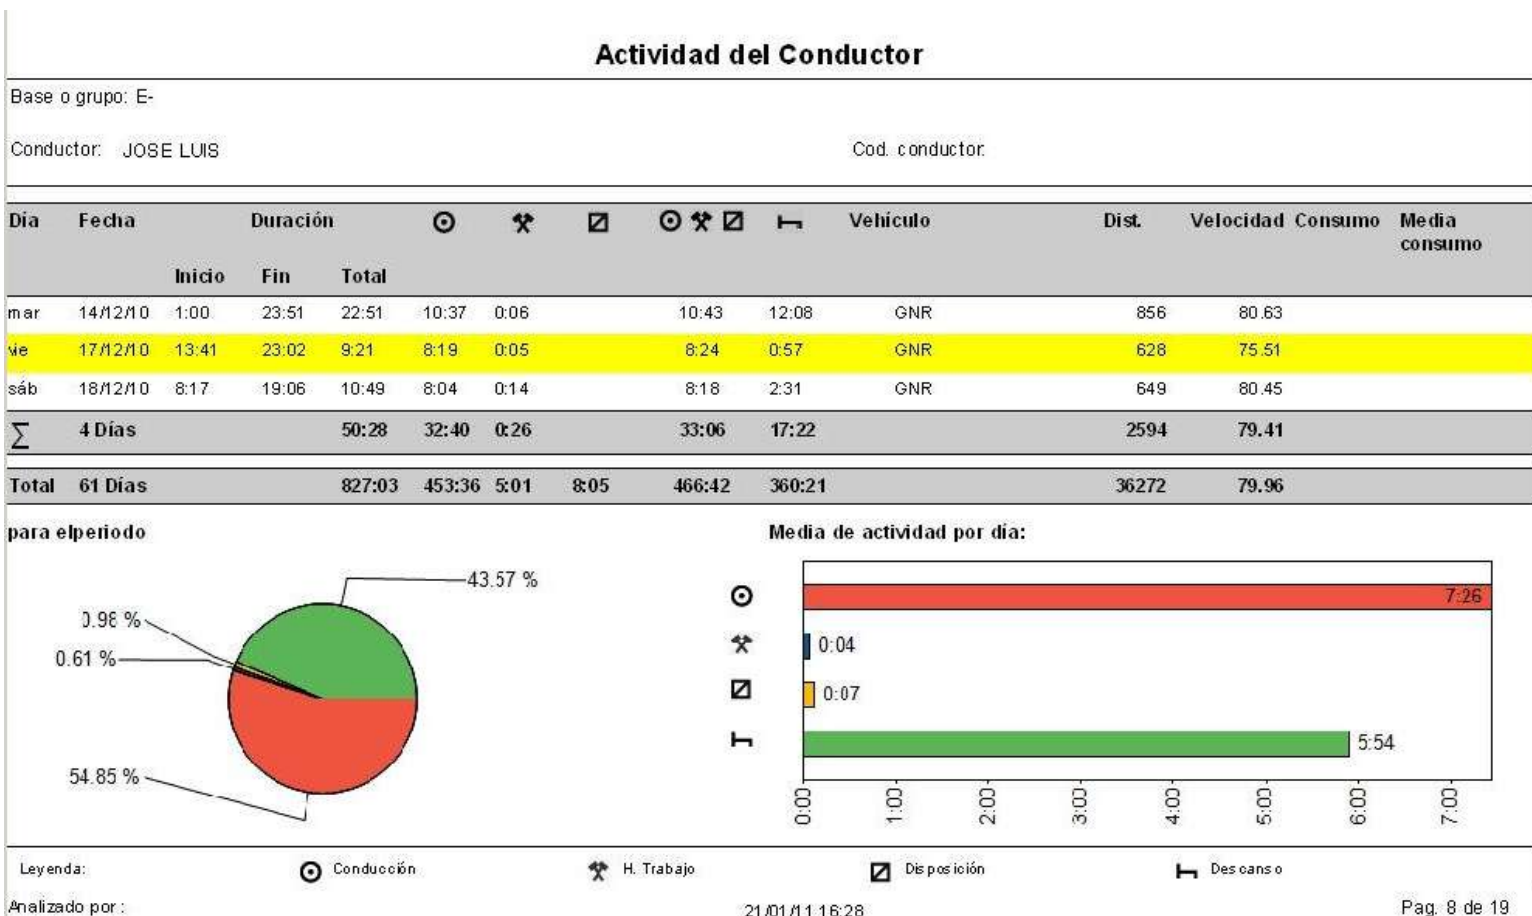 Actividad del Conductor
Base o grupo: E-
Conductor: JOSE LUIS Cod. conductor:
Día Fecha Duración Vehículo Dist. Velocidad Consumo Media consumo
Inicio Fin Total
mar 14/12/10 1:00 23:51 22:51 10:37 0:06 10:43 12:08 GNR 856 80.63
vie 17/12/10 13:41 23:02 9:21 8:19 0:05 8:24 0:57 GNR 628 75.51
sáb 18/12/10 8:17 19:06 10:49 8:04 0:14 8:18 2:31 GNR 649 80.45
∑ 4 Días 50:28 32:40 0:26 33:06 17:22 2594 79.41
Total 61 Días 827:03 453:36 5:01 8:05 466:42 360:21 36272 79.96
para elperiodo Media de actividad por día:
43.57 %
0.98 %
0.61 %
54.85 %
7:26
0:04
0:07
5:54
0:00 1:00 2:00 3:00 4:00 5:00 6:00 7:00
Leyenda: Conducción H. Trabajo Disposición Descanso
Analizado por: 21/01/11 16:28 Pag. 8 de 19